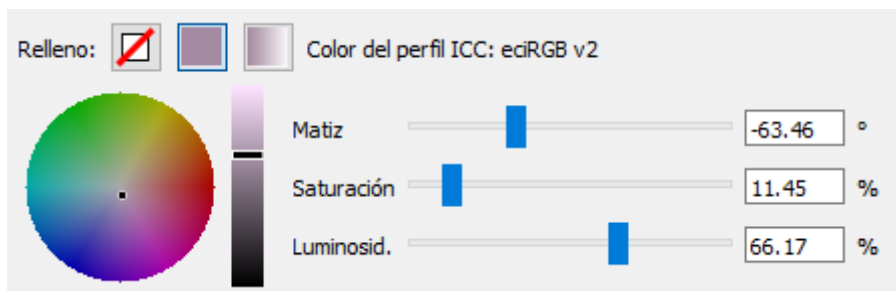 Relleno: Color del perfil ICC: eciRGB v2
Matiz -63.46 °
Saturación 11.45 %
Luminosid. 66.17 %